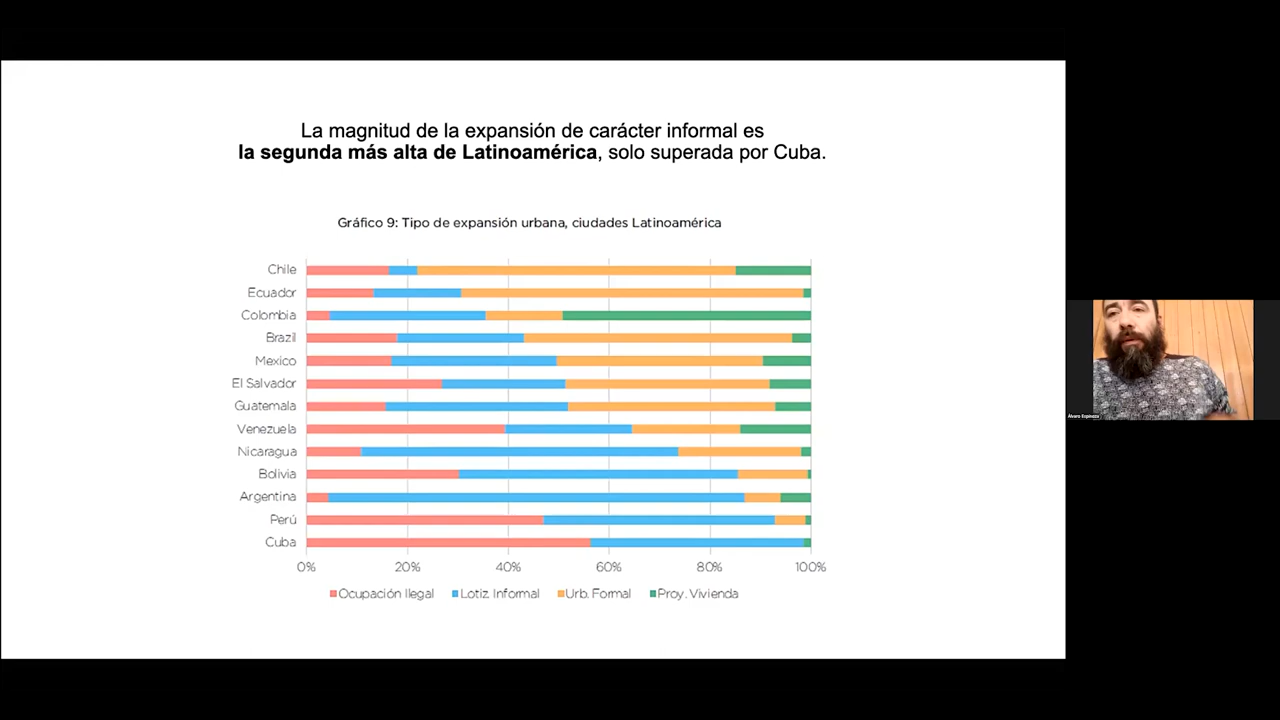 La magnitud de la expansión de carácter informal es
la segunda más alta de Latinoamérica, solo superada por Cuba.
Gráfico 9: Tipo de expansión urbana, ciudades Latinoamérica
Chile
Ecuador
Colombia
Brazil
Mexico
El Salvador
Guatemala
Venezuela
Nicaragua
Bolivia
Argentina
Perú
Cuba
0% 20% 40% 60% 80% 100%
Ocupación Ilegal Lotiz. Informal Urb. Formal Proy. Vivienda
Álvaro Espinoza